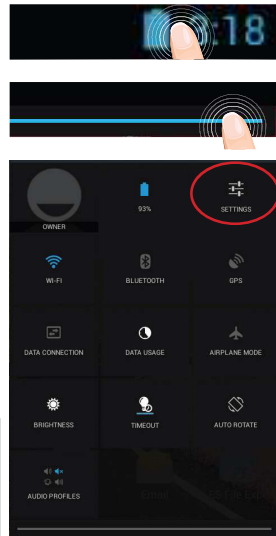 :18
93%
SETTINGS
OWNER
WI-FI
BLUETOOTH
GPS
DATA CONNECTION
DATA USAGE
AIRPLANE MODE
BRIGHTNESS
TIMEOUT
AUTO ROTATE
AUDIO PROFILES